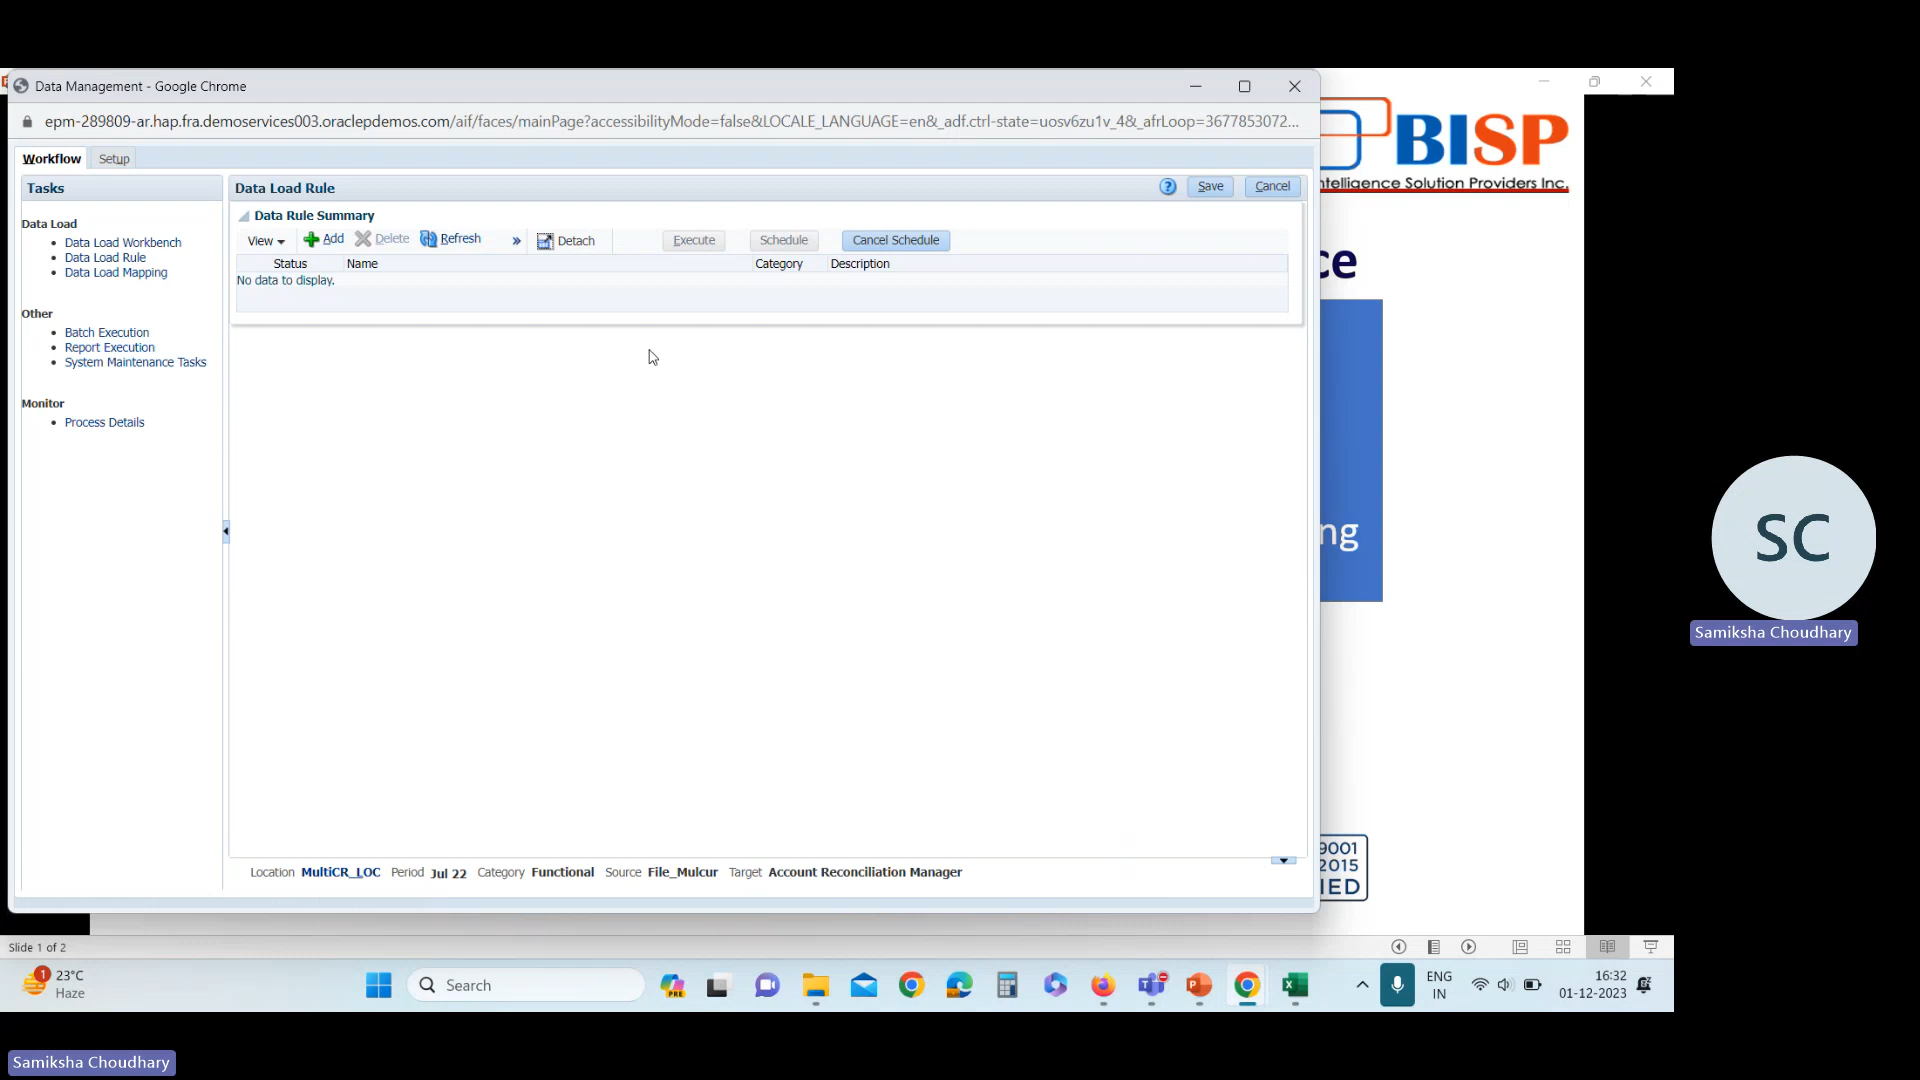 Data Management - Google Chrome
epm-289809-ar.hap.fra.demoservices003.oraclepdemos.com/aif/faces/mainPage?accessibilityMode=false&LOCALE_LANGUAGE=en&_adf.ctrl-state=uosv6zu1v_4&_afrLoop=3677853072...
BISP
ntelligence Solution Providers Inc.
Workflow Setup
Tasks
Data Load
Data Load Workbench
Data Load Rule
Data Load Mapping
Other
Batch Execution
Report Execution
System Maintenance Tasks
Monitor
Process Details
Data Load Rule
Save Cancel
Data Rule Summary
View Add Delete Refresh » Detach Execute Schedule Cancel Schedule
Status Name Category Description
No data to display.
Location MultiCR_LOC Period Jul 22 Category Functional Source File_Mulcur Target Account Reconciliation Manager
ce
ng
9001
2015
IED
SC
Samiksha Choudhary
Slide 1 of 2
1
23°C
Haze
Search
PRE
ENG
IN
16:32
01-12-2023
Samiksha Choudhary